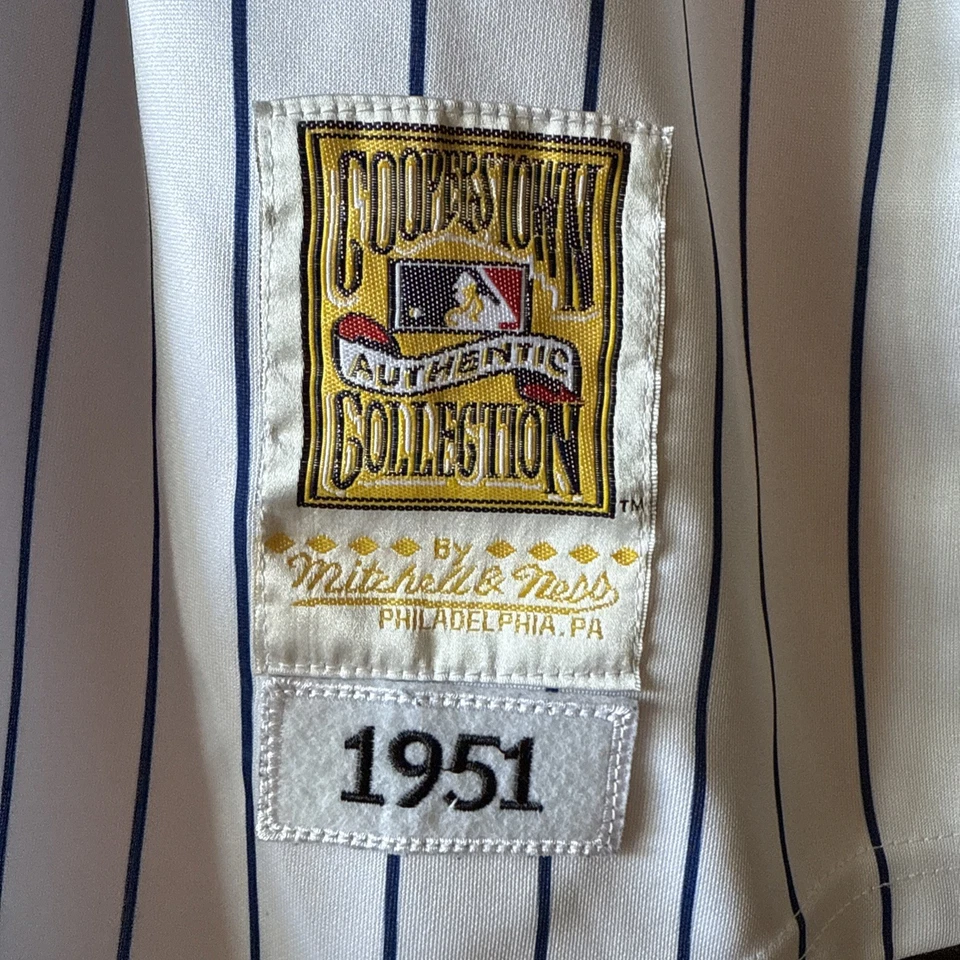 COOPERSTOWN
AUTHENTIC
COLLECTION
TM
By
Mitchell & Ness
PHILADELPHIA. PA
1951